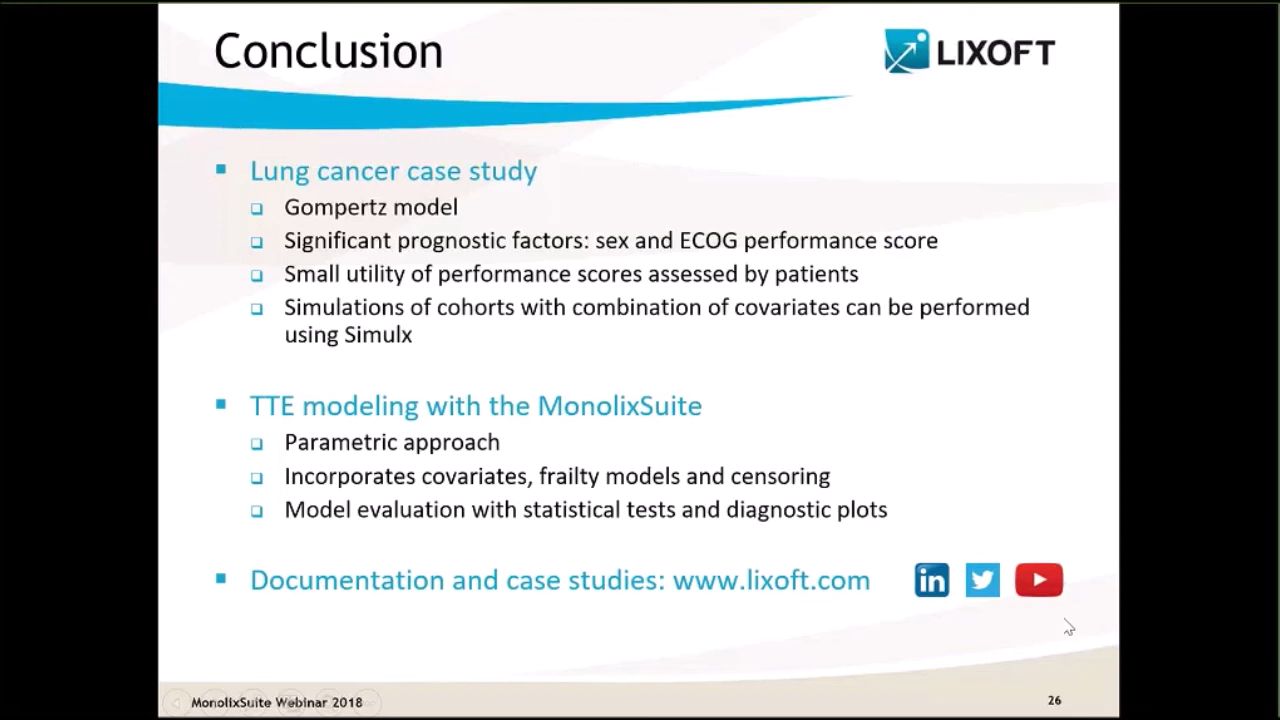 Conclusion
LIXOFT
Lung cancer case study
Gompertz model
Significant prognostic factors: sex and ECOG performance score
Small utility of performance scores assessed by patients
Simulations of cohorts with combination of covariates can be performed
using Simulx
TTE modeling with the MonolixSuite
Parametric approach
Incorporates covariates, frailty models and censoring
Model evaluation with statistical tests and diagnostic plots
Documentation and case studies: www.lixoft.com
in
MonolixSuite Webinar 2018
26